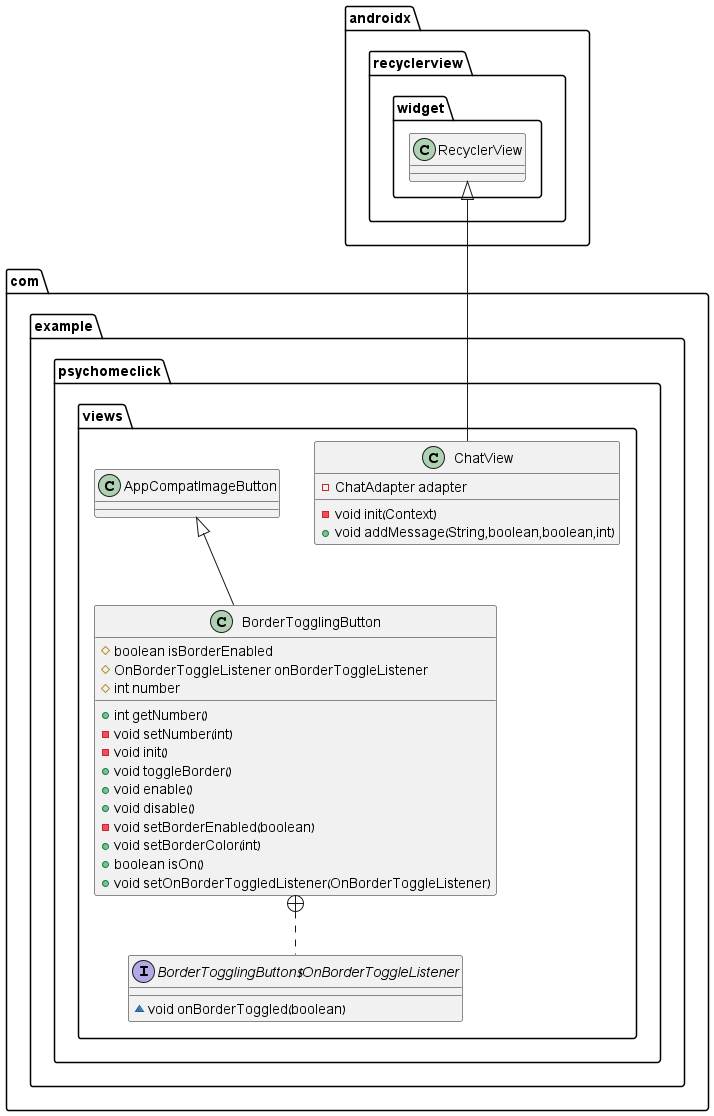 androidx
recyclerview
widget
C RecyclerView
com
example
psychomeclick
views
C ChatView
ChatAdapter adapter
void init(Context)
void addMessage(String,boolean,boolean,int)
C AppCompatImageButton
C BorderTogglingButton
boolean isBorderEnabled
OnBorderToggleListener onBorderToggleListener
int number
int getNumber()
void setNumber(int)
void init()
void toggleBorder()
void enable()
void disable()
void setBorderEnabled(boolean)
void setBorderColor(int)
boolean isOn()
void setOnBorderToggledListener(OnBorderToggleListener)
I BorderTogglingButton$OnBorderToggleListener
void onBorderToggled(boolean)